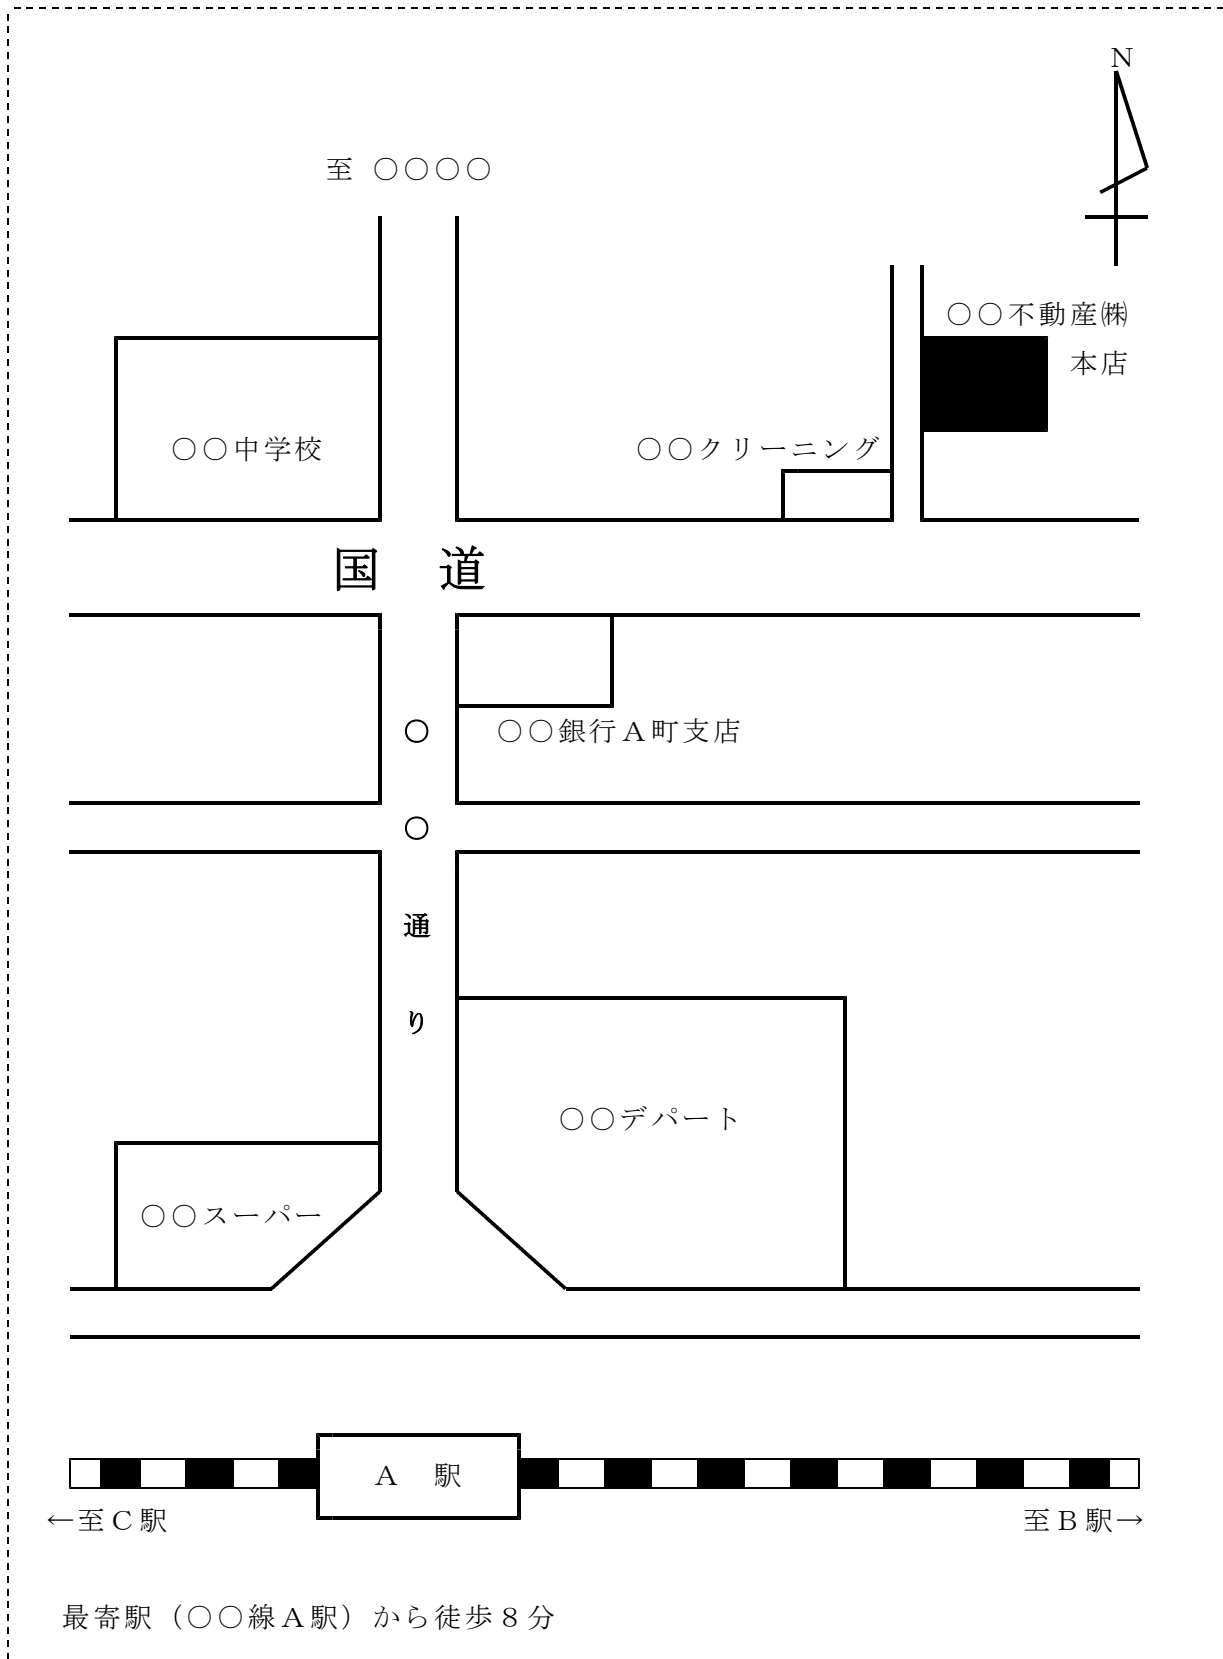 N
至 ○○○○
○○不動産㈱
本店
○○中学校
○○クリーニング
国 道
○○銀行A町支店
○○通り
○○デパート
○○スーパー
A 駅
←至C駅
至B駅→
最寄駅（○○線A駅）から徒歩８分